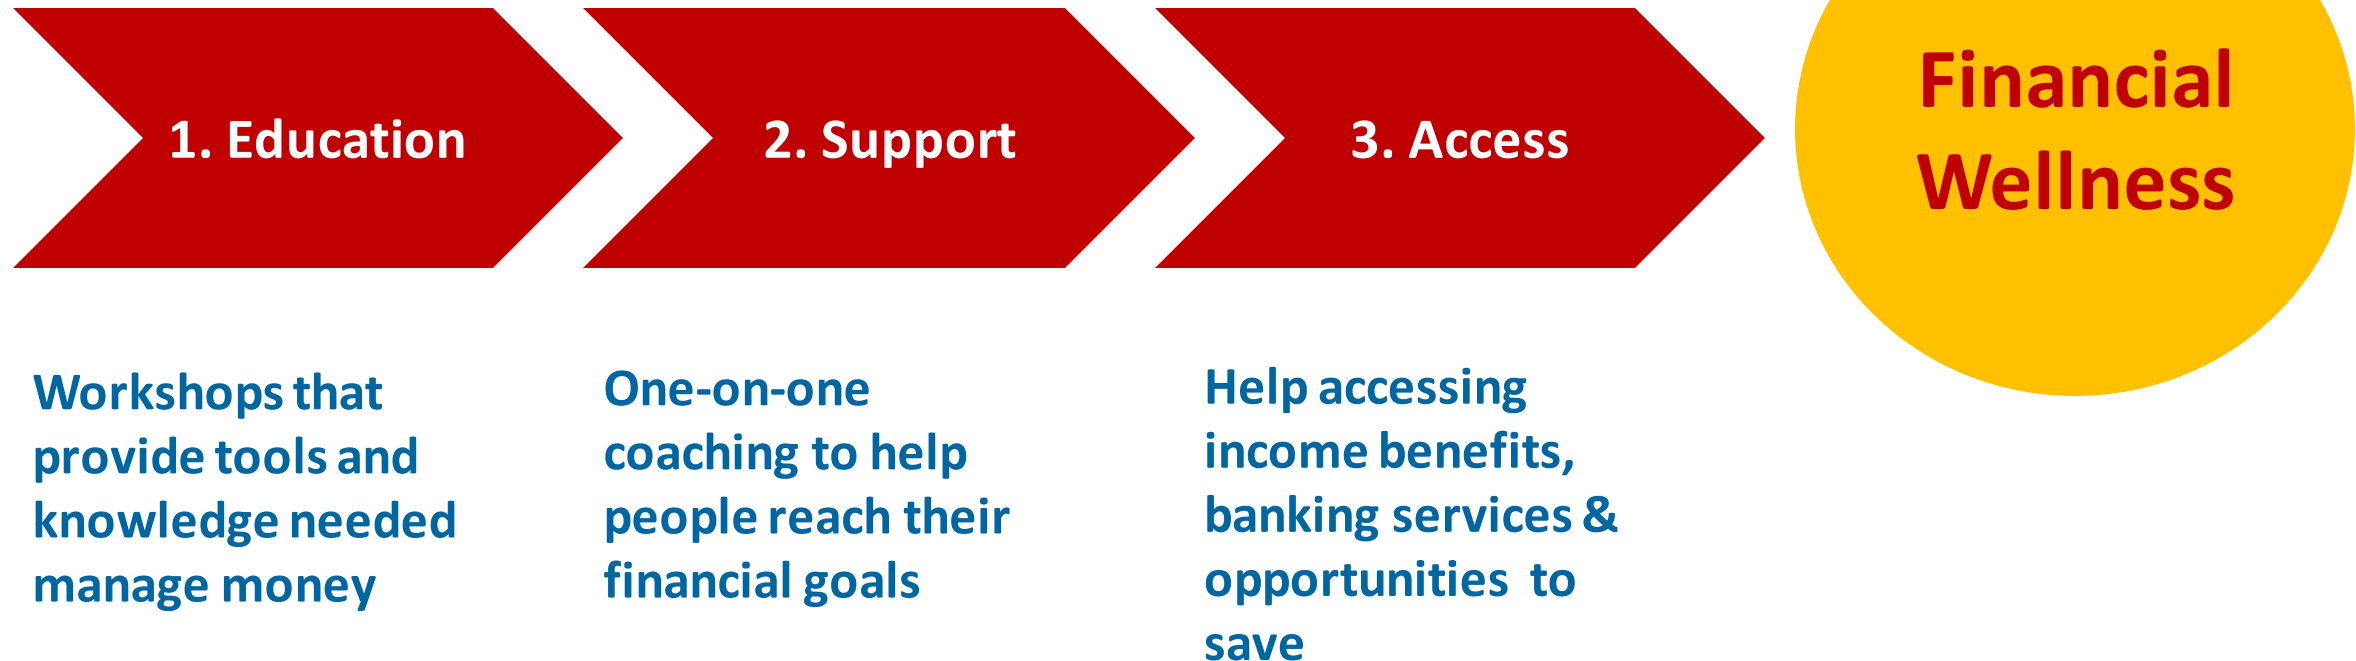 1. Education
2. Support
3. Access
Financial
Wellness
Workshops that
provide tools and
knowledge needed
manage money
One-on-one
coaching to help
people reach their
financial goals
Help accessing
income benefits,
banking services &
opportunities  to
save